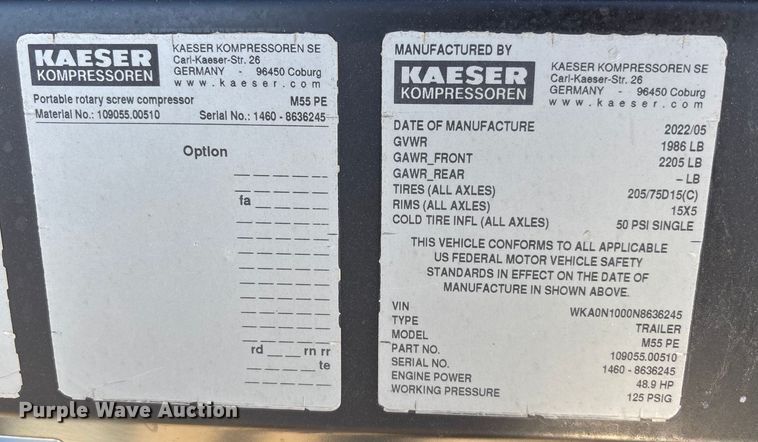 KAESER
KOMPRESSOREN
KAESER KOMPRESSOREN SE
Carl-Kaeser-Str. 26
GERMANY - 96450 Coburg
www.kaeser.com
Portable rotary screw compressor M55 PE
Material No.: 109055.00510 Serial No.: 1460 - 8636245
Option
fa
rd rn rr
te
MANUFACTURED BY
KAESER
KOMPRESSOREN
KAESER KOMPRESSOREN SE
Carl-Kaeser-Str. 26
GERMANY - 96450 Coburg
www.kaeser.com
DATE OF MANUFACTURE 2022/05
GVWR 1986 LB
GAWR_FRONT 2205 LB
GAWR_REAR – LB
TIRES (ALL AXLES) 205/75D15(C)
RIMS (ALL AXLES) 15X5
COLD TIRE INFL (ALL AXLES) 50 PSI SINGLE
THIS VEHICLE CONFORMS TO ALL APPLICABLE
US FEDERAL MOTOR VEHICLE SAFETY
STANDARDS IN EFFECT ON THE DATE OF
MANUFACTURE IN SHOWN ABOVE.
VIN WKA0N1000N8636245
TYPE TRAILER
MODEL M55 PE
PART NO. 109055.00510
SERIAL NO. 1460 - 8636245
ENGINE POWER 48.9 HP
WORKING PRESSURE 125 PSIG
Purple Wave Auction